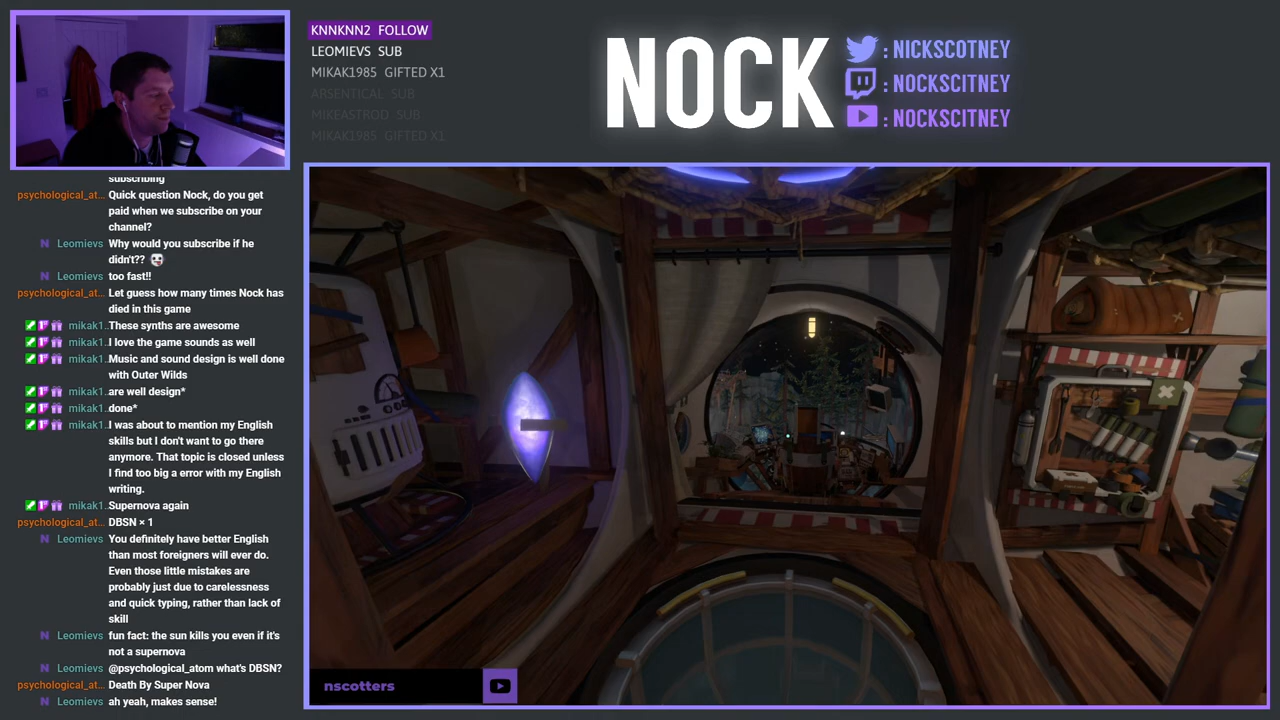 KNNKNN2 FOLLOW
LEOMIEVS SUB
MIKAK1985 GIFTED X1
ARSENTICAL SUB
MIKEASTROD SUB
MIKAK1985 GIFTED X1
NOCK
: NICKSCOTNEY
: NOCKSCITNEY
: NOCKSCITNEY
subscribing
psychological_at... Quick question Nock, do you get
paid when we subscribe on your
channel?
N Leomievs Why would you subscribe if he
didn't??
N Leomievs too fast!!
psychological_at... Let guess how many times Nock has
died in this game
mikak1... These synths are awesome
mikak1... I love the game sounds as well
mikak1... Music and sound design is well done
with Outer Wilds
mikak1... are well design*
mikak1... done*
mikak1... I was about to mention my English
skills but I don't want to go there
anymore. That topic is closed unless
I find too big a error with my English
writing.
mikak1... Supernova again
psychological_at... DBSN × 1
N Leomievs You definitely have better English
than most foreigners will ever do.
Even those little mistakes are
probably just due to carelessness
and quick typing, rather than lack of
skill
N Leomievs fun fact: the sun kills you even if it's
not a supernova
N Leomievs @psychological_atom what's DBSN?
psychological_at... Death By Super Nova
N Leomievs ah yeah, makes sense!
nscotters